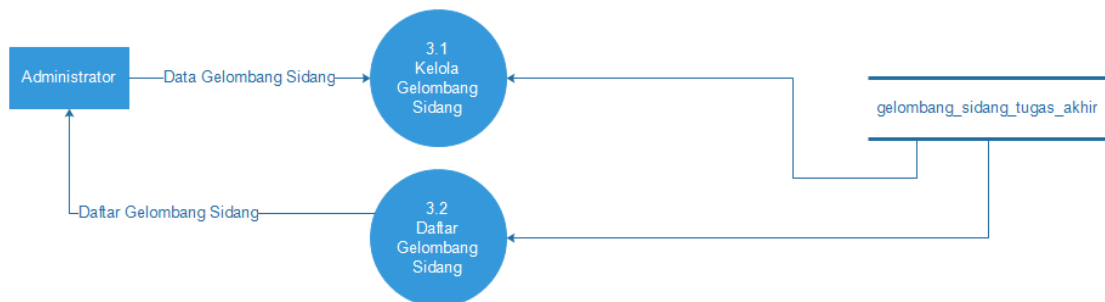 Administrator
Data Gelombang Sidang
3.1
Kelola
Gelombang
Sidang
gelombang_sidang_tugas_akhir
Daftar Gelombang Sidang
3.2
Daftar
Gelombang
Sidang